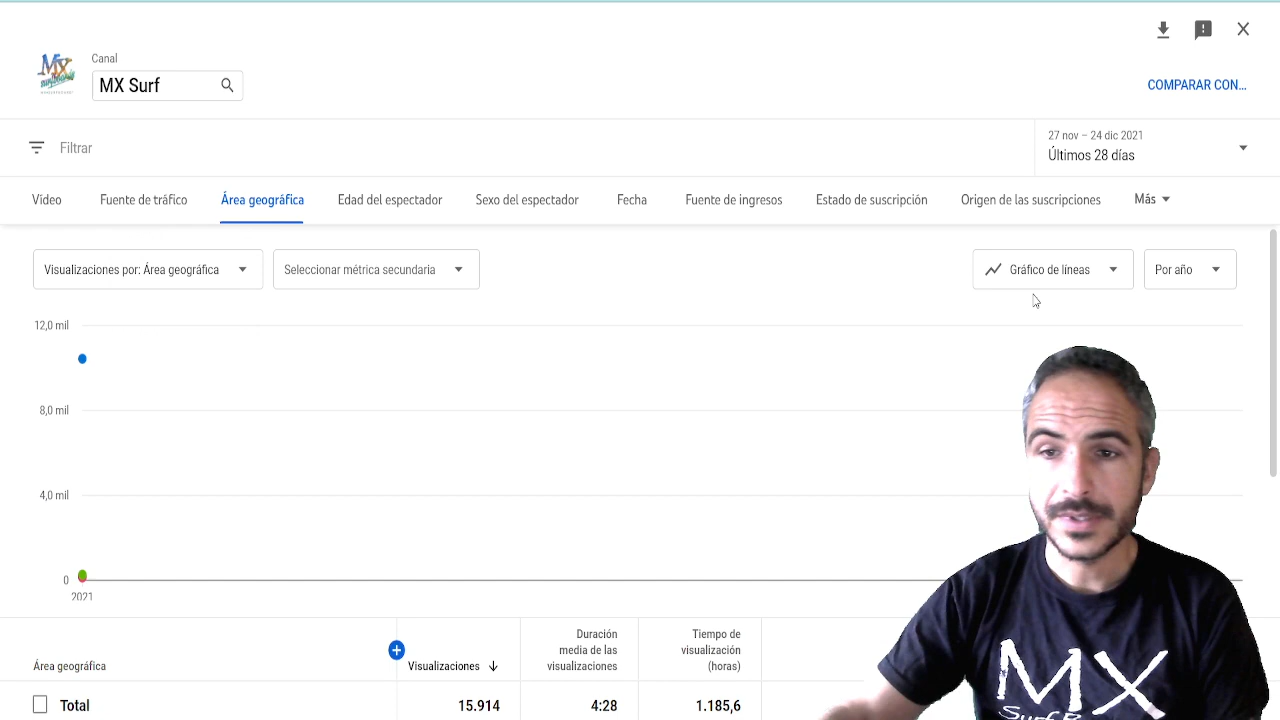 Canal
MX Surf
COMPARAR CON...
Filtrar
27 nov – 24 dic 2021
Últimos 28 días
Vídeo
Fuente de tráfico
Área geográfica
Edad del espectador
Sexo del espectador
Fecha
Fuente de ingresos
Estado de suscripción
Origen de las suscripciones
Más
Visualizaciones por: Área geográfica
Seleccionar métrica secundaria
Gráfico de líneas
Por año
12,0 mil
8,0 mil
4,0 mil
0
2021
Área geográfica
Visualizaciones
Duración
media de las
visualizaciones
Tiempo de
visualización
(horas)
Total
15.914
4:28
1.185,6
MX